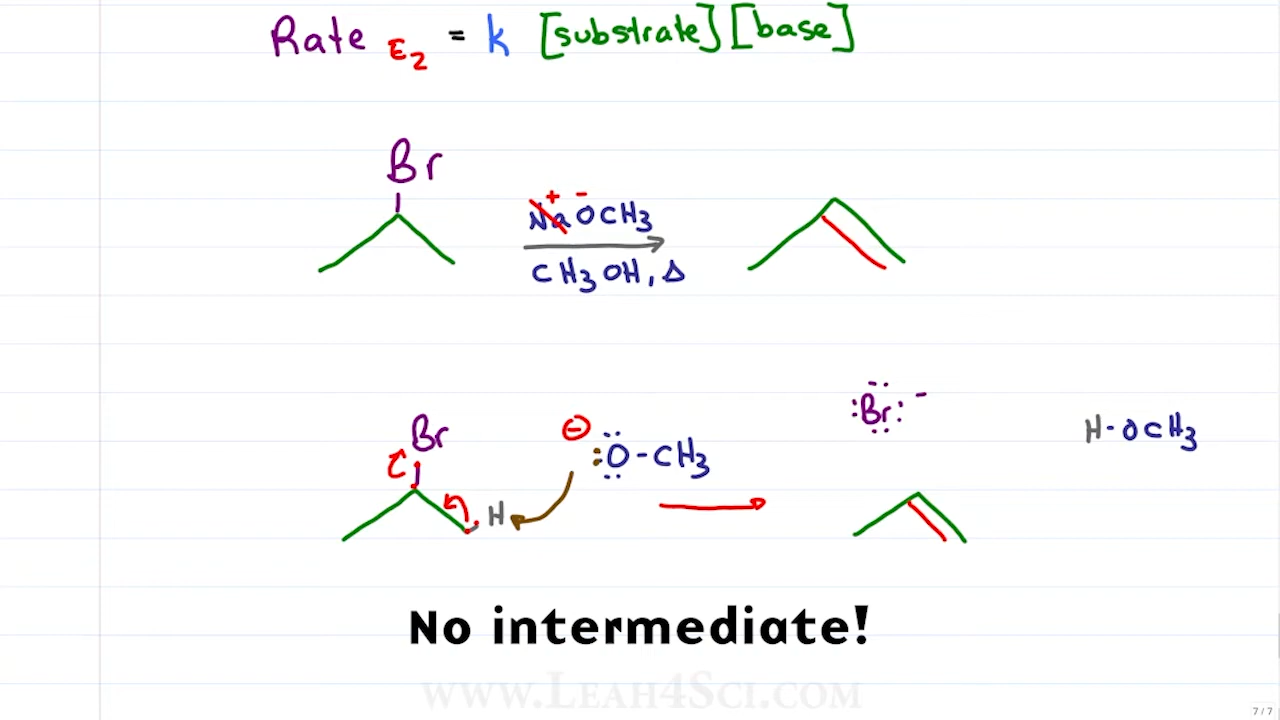 Rate E2 = k [substrate][base]
Br
Na+ -OCH3
CH3OH, Δ
Br
H
⊖
:O-CH3
:Br: -
H-OCH3
No intermediate!
www.Leah4Sci.com
7 / 7